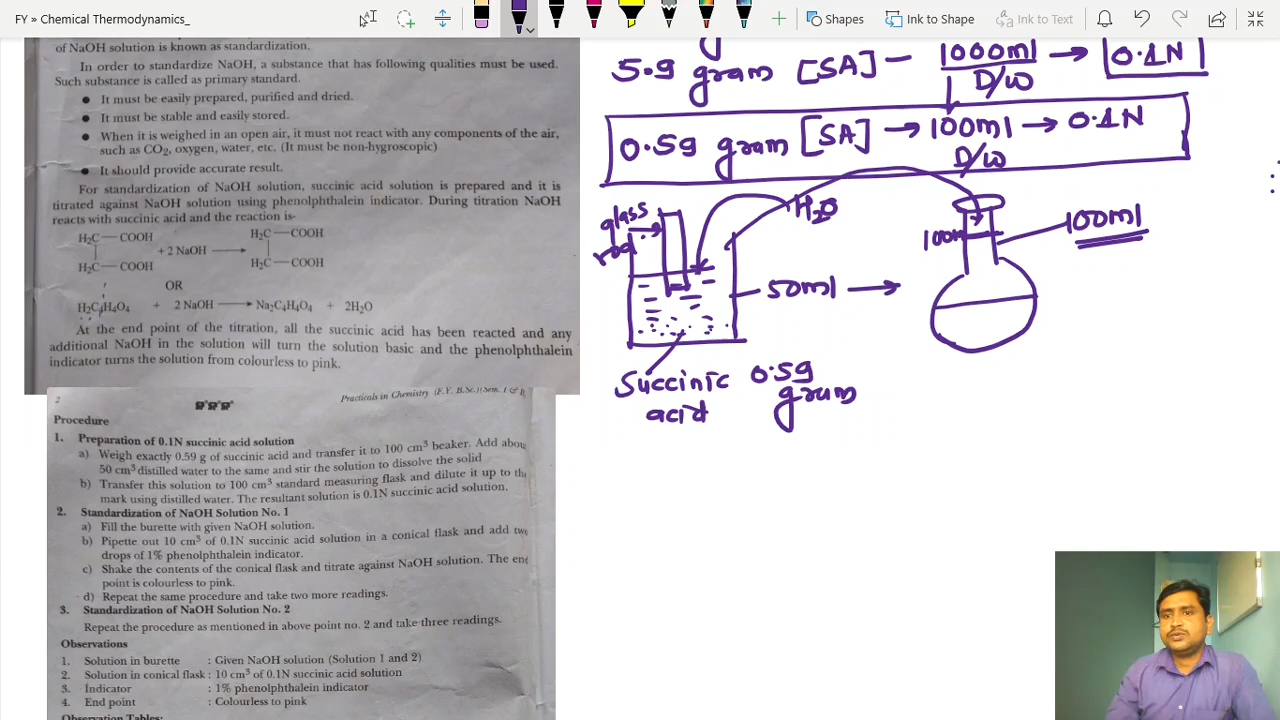 FY » Chemical Thermodynamics_
Shapes
Ink to Shape
Ink to Text
of NaOH solution is known as standardization.
In order to standardize NaOH, a substance that has following qualities must be used.
Such substance is called as primary standard.
● It must be easily prepared, purified and dried.
● It must be stable and easily stored.
● When it is weighed in an open air, it must not react with any components of the air,
such as CO₂, oxygen, water, etc. (It must be non-hygroscopic)
● It should provide accurate result.
For standardization of NaOH solution, succinic acid solution is prepared and it is
titrated against NaOH solution using phenolphthalein indicator. During titration NaOH
reacts with succinic acid and the reaction is-
H₂C — COOH H₂C — COOH
+ 2 NaOH ⟶
H₂C — COOH H₂C — COOH
OR
H₂C₄H₄O₄ + 2 NaOH ⟶ Na₂C₄H₄O₄ + 2H₂O
At the end point of the titration, all the succinic acid has been reacted and any
additional NaOH in the solution will turn the solution basic and the phenolphthalein
indicator turns the solution from colourless to pink.
2 Practicals in Chemistry (F.Y. B.Sc.) (Sem. I &
Procedure
1. Preparation of 0.1N succinic acid solution
a) Weigh exactly 0.59 g of succinic acid and transfer it to 100 cm³ beaker. Add abou
50 cm³ distilled water to the same and stir the solution to dissolve the solid
b) Transfer this solution to 100 cm³ standard measuring flask and dilute it up to the
mark using distilled water. The resultant solution is 0.1N succinic acid solution.
2. Standardization of NaOH Solution No. 1
a) Fill the burette with given NaOH solution.
b) Pipette out 10 cm³ of 0.1N succinic acid solution in a conical flask and add two
drops of 1% phenolphthalein indicator.
c) Shake the contents of the conical flask and titrate against NaOH solution. The end
point is colourless to pink.
d) Repeat the same procedure and take two more readings.
3. Standardization of NaOH Solution No. 2
Repeat the procedure as mentioned in above point no. 2 and take three readings.
Observations
1. Solution in burette : Given NaOH solution (Solution 1 and 2)
2. Solution in conical flask : 10 cm³ of 0.1N succinic acid solution
3. Indicator : 1% phenolphthalein indicator
4. End point : Colourless to pink
Observation Tables:
5.9 gram [SA] — 1000ml → 0.1N
D/W
0.59 gram [SA] → 100ml → 0.1N
D/W
glass
rod
H₂O
100m
100ml
50ml →
Succinic 0.59
acid gram